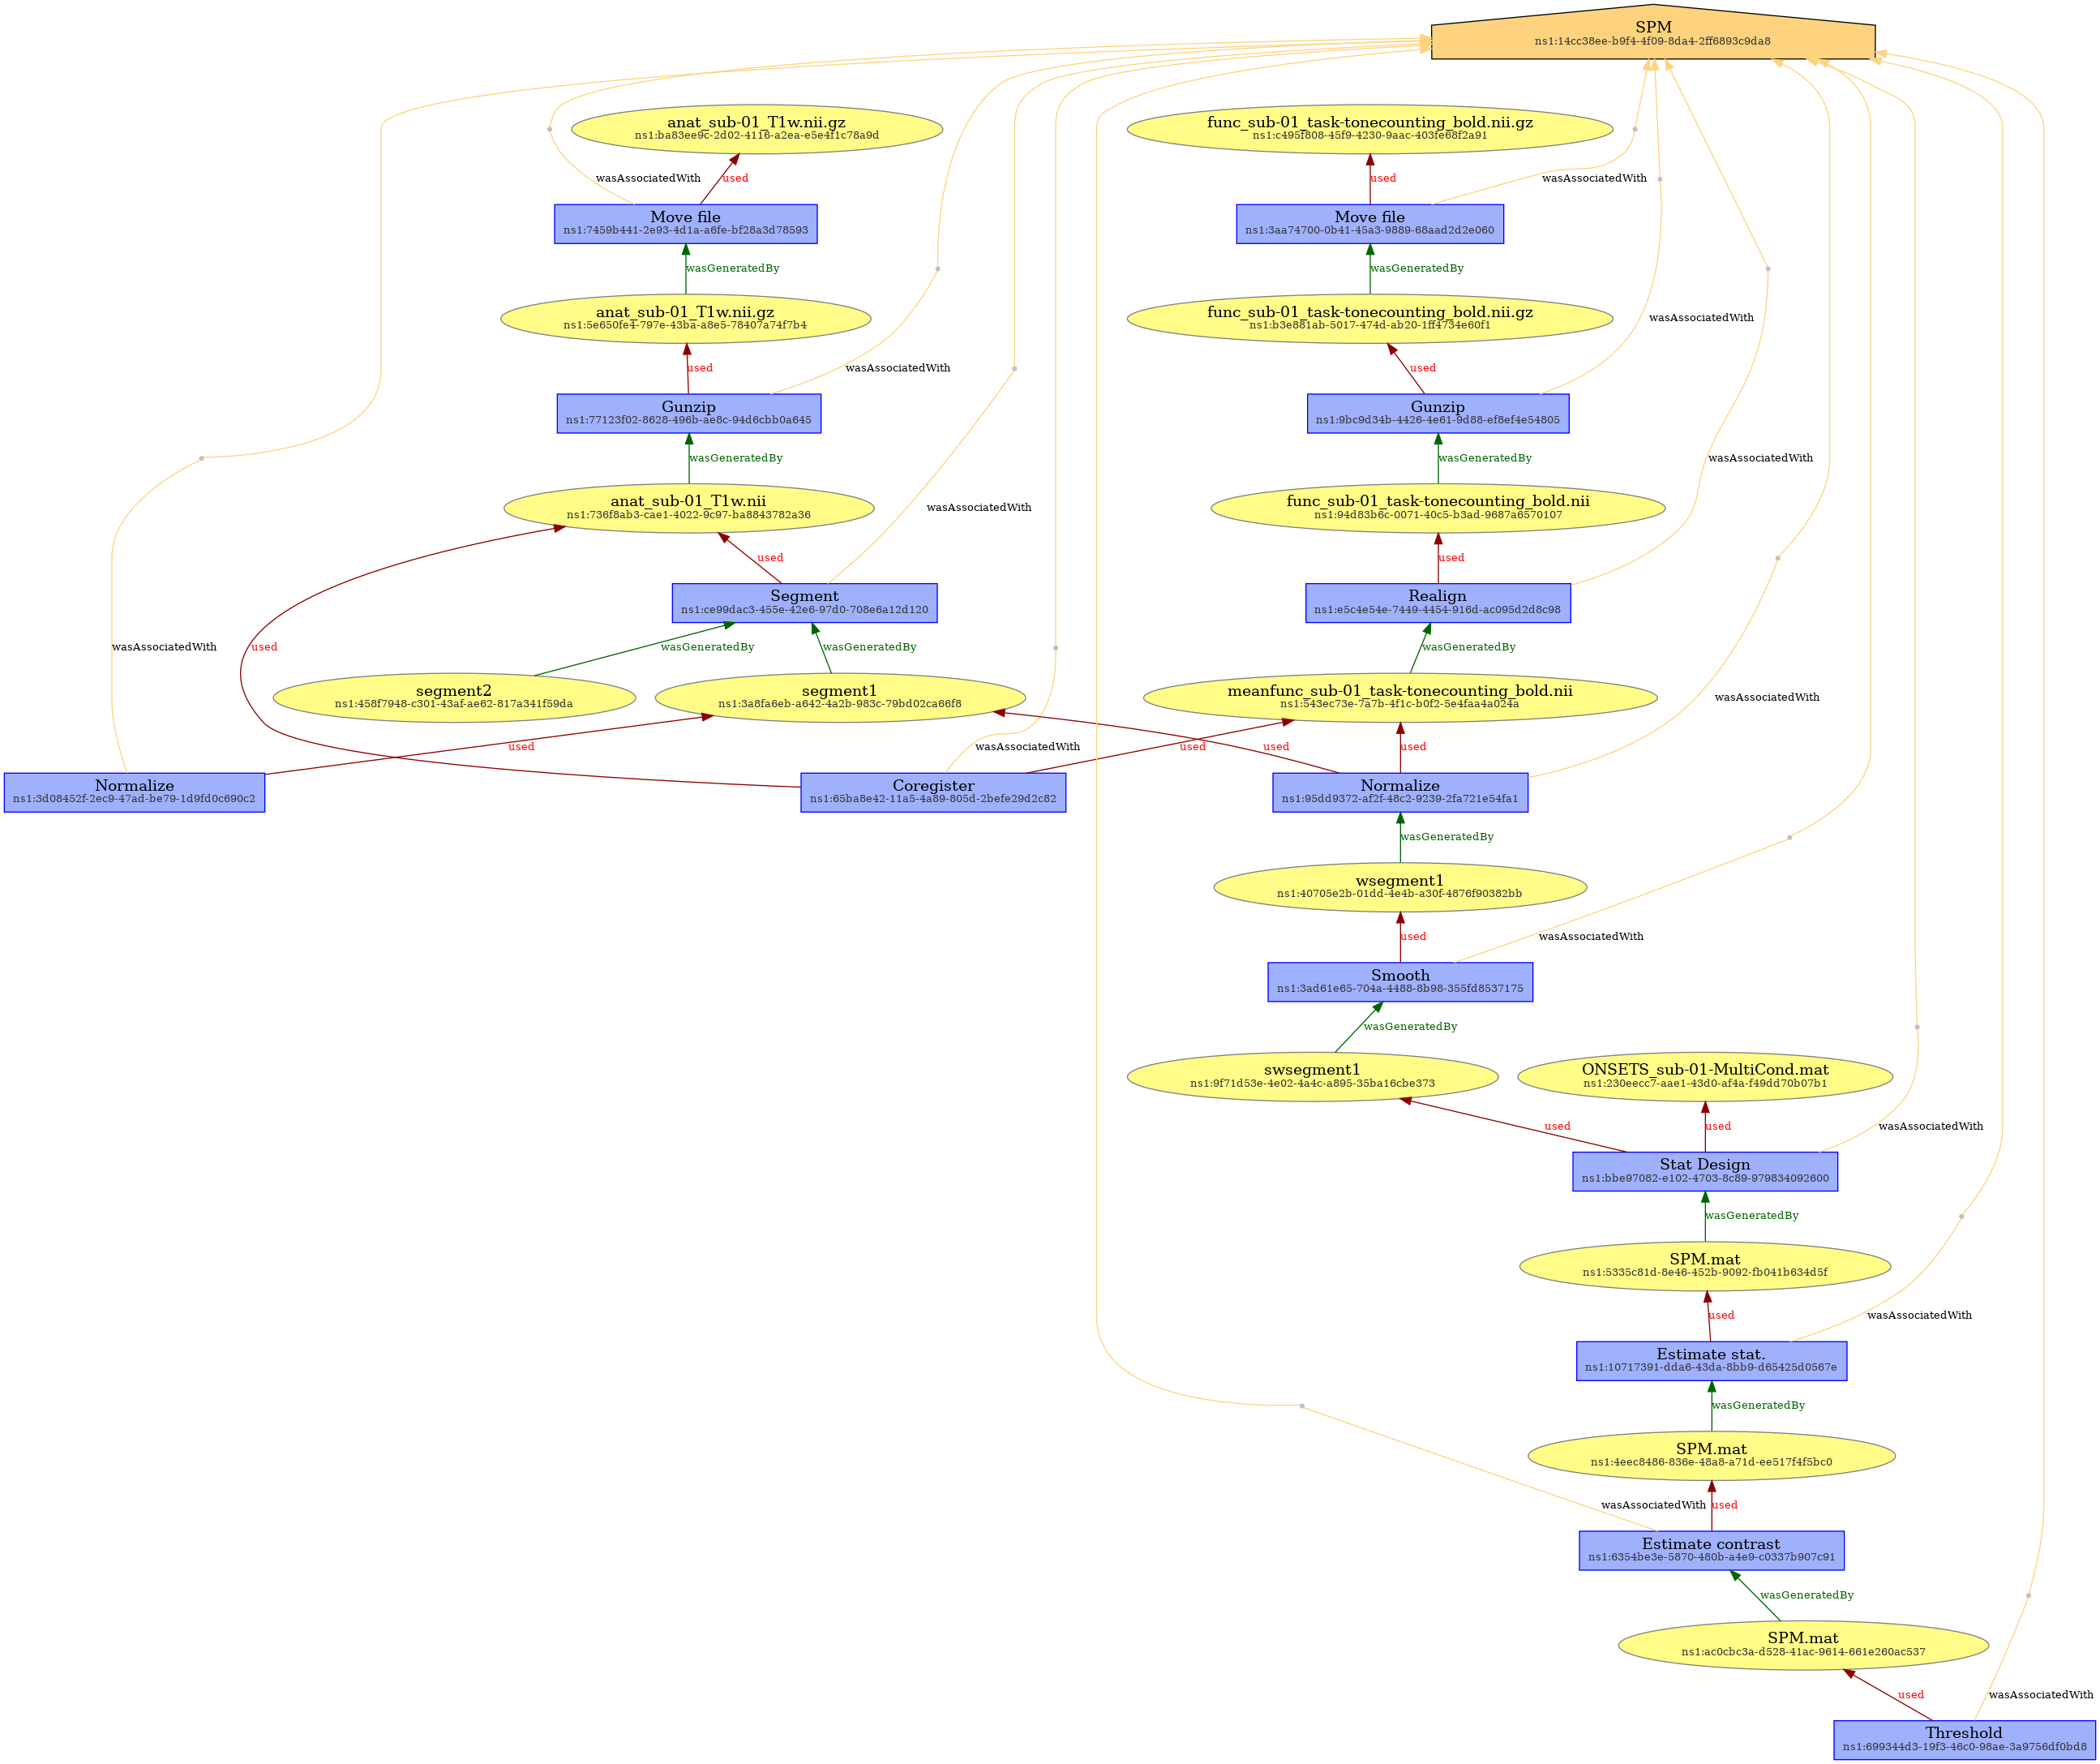 SPM
ns1:14cc38ee-b9f4-4f09-8da4-2ff6893c9da8
anat_sub-01_T1w.nii.gz
ns1:ba83ee9c-2d02-4116-a2ea-e5e4f1c78a9d
func_sub-01_task-tonecounting_bold.nii.gz
ns1:c495f808-45f9-4230-9aac-403fe68f2a91
wasAssociatedWith
used
used
wasAssociatedWith
Move file
ns1:7459b441-2e93-4d1a-a6fe-bf28a3d78593
Move file
ns1:3aa74700-0b41-45a3-9889-68aad2d2e060
wasGeneratedBy
wasGeneratedBy
anat_sub-01_T1w.nii.gz
ns1:5e650fe4-797e-43ba-a8e5-78407a74f7b4
func_sub-01_task-tonecounting_bold.nii.gz
ns1:b3e881ab-5017-474d-ab20-1ff4734e60f1
wasAssociatedWith
used
wasAssociatedWith
used
Gunzip
ns1:77123f02-8628-496b-ae8c-94d6cbb0a645
Gunzip
ns1:9bc9d34b-4426-4e61-9d88-ef8ef4e54805
wasGeneratedBy
wasGeneratedBy
wasAssociatedWith
anat_sub-01_T1w.nii
ns1:736f8ab3-cae1-4022-9c97-ba8843782a36
wasAssociatedWith
func_sub-01_task-tonecounting_bold.nii
ns1:94d83b6c-0071-40c5-b3ad-9687a6570107
used
used
Segment
ns1:ce99dac3-455e-42e6-97d0-708e6a12d120
Realign
ns1:e5c4e54e-7449-4454-916d-ac095d2d8c98
wasAssociatedWith
used
wasGeneratedBy
wasGeneratedBy
wasGeneratedBy
segment2
ns1:458f7948-c301-43af-ae62-817a341f59da
segment1
ns1:3a8fa6eb-a642-4a2b-983c-79bd02ca66f8
meanfunc_sub-01_task-tonecounting_bold.nii
ns1:543ec73e-7a7b-4f1c-b0f2-5e4faa4a024a
wasAssociatedWith
used
wasAssociatedWith
used
used
used
Normalize
ns1:3d08452f-2ec9-47ad-be79-1d9fd0c690c2
Coregister
ns1:65ba8e42-11a5-4a89-805d-2befe29d2c82
Normalize
ns1:95dd9372-af2f-48c2-9239-2fa721e54fa1
wasGeneratedBy
wsegment1
ns1:40705e2b-01dd-4e4b-a30f-4876f90382bb
used
wasAssociatedWith
Smooth
ns1:3ad61e65-704a-4488-8b98-355fd8537175
wasGeneratedBy
swsegment1
ns1:9f71d53e-4e02-4a4c-a895-35ba16cbe373
ONSETS_sub-01-MultiCond.mat
ns1:230eecc7-aae1-43d0-af4a-f49dd70b07b1
used
used
wasAssociatedWith
Stat Design
ns1:bbe97082-e102-4703-8c89-979834092600
wasGeneratedBy
SPM.mat
ns1:5335c81d-8e46-452b-9092-fb041b634d5f
used
wasAssociatedWith
Estimate stat.
ns1:10717391-dda6-43da-8bb9-d65425d0567e
wasGeneratedBy
SPM.mat
ns1:4eec8486-836e-48a8-a71d-ee517f4f5bc0
wasAssociatedWith
used
Estimate contrast
ns1:6354be3e-5870-480b-a4e9-c0337b907c91
wasGeneratedBy
SPM.mat
ns1:ac0cbc3a-d528-41ac-9614-661e260ac537
used
wasAssociatedWith
Threshold
ns1:699344d3-19f3-46c0-98ae-3a9756df0bd8